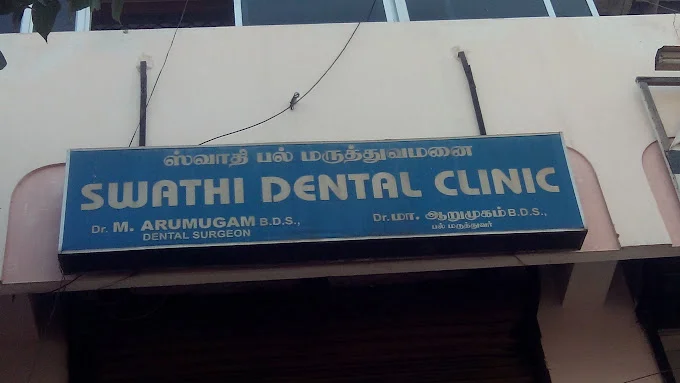 ஸ்வாதி பல் மருத்துவமனை
SWATHI DENTAL CLINIC
Dr. M. ARUMUGAM B.D.S.,
DENTAL SURGEON
Dr. மா. ஆறுமுகம் B.D.S.,
பல் மருத்துவர்